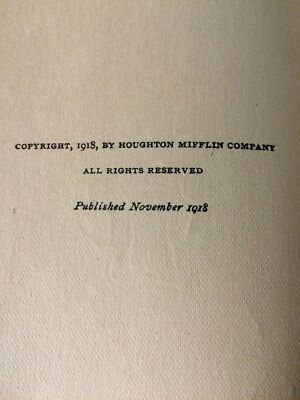 COPYRIGHT, 1918, BY HOUGHTON MIFFLIN COMPANY
ALL RIGHTS RESERVED
Published November 1918